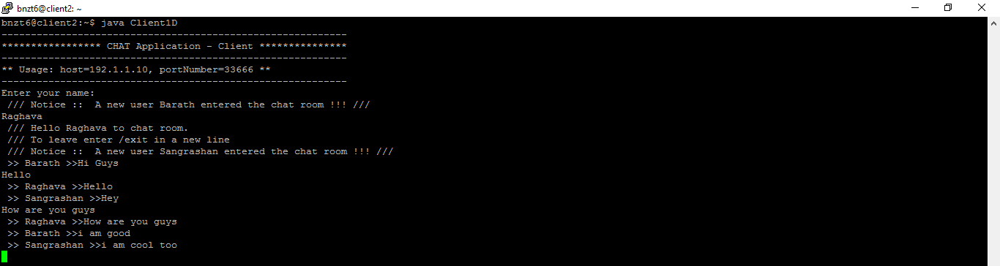 bnzt6@client2: ~
bnzt6@client2:~$ java Client1D
-----------------------------------------------------------
***************** CHAT Application - Client ***************
-----------------------------------------------------------
** Usage: host=192.1.1.10, portNumber=33666 **
-----------------------------------------------------------
Enter your name:
/// Notice ::  A new user Barath entered the chat room !!! ///
Raghava
/// Hello Raghava to chat room.
/// To leave enter /exit in a new line
/// Notice ::  A new user Sangrashan entered the chat room !!! ///
>> Barath >>Hi Guys
Hello
>> Raghava >>Hello
>> Sangrashan >>Hey
How are you guys
>> Raghava >>How are you guys
>> Barath >>i am good
>> Sangrashan >>i am cool too